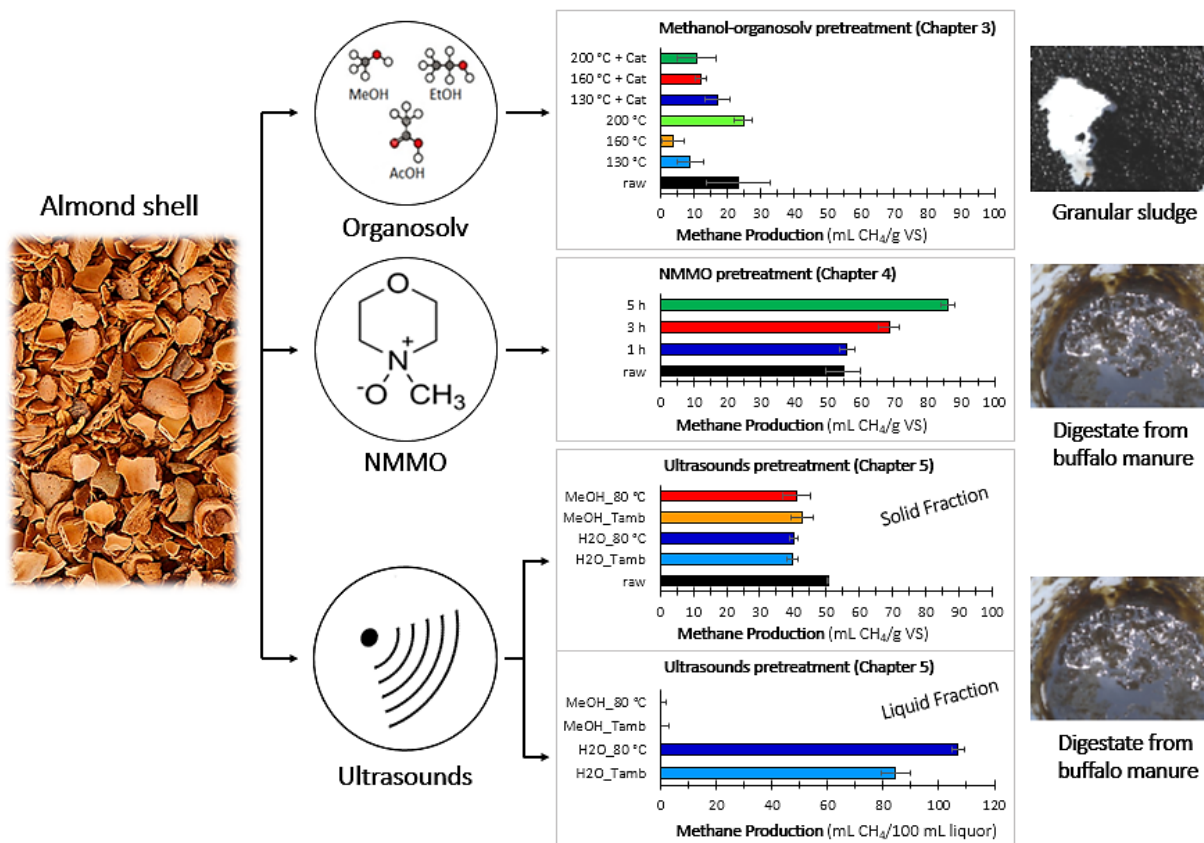 Almond shell
MeOH
EtOH
AcOH
Organosolv
Methanol-organosolv pretreatment (Chapter 3)
200 °C + Cat
160 °C + Cat
130 °C + Cat
200 °C
160 °C
130 °C
raw
0 10 20 30 40 50 60 70 80 90 100
Methane Production (mL CH₄/g VS)
Granular sludge
O
N
+
O
-
CH₃
NMMO
NMMO pretreatment (Chapter 4)
5 h
3 h
1 h
raw
0 10 20 30 40 50 60 70 80 90 100
Methane Production (mL CH₄/g VS)
Digestate from
buffalo manure
Ultrasounds
Ultrasounds pretreatment (Chapter 5)
Solid Fraction
MeOH_80 °C
MeOH_Tamb
H2O_80 °C
H2O_Tamb
raw
0 10 20 30 40 50 60 70 80 90 100
Methane Production (mL CH₄/g VS)
Ultrasounds pretreatment (Chapter 5)
Liquid Fraction
MeOH_80 °C
MeOH_Tamb
H2O_80 °C
H2O_Tamb
0 20 40 60 80 100 120
Methane Production (mL CH₄/100 mL liquor)
Digestate from
buffalo manure